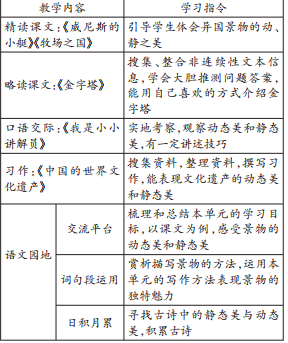 教学内容
学习指令
精读课文:《威尼斯的
小艇》《牧场之国》
引导学生体会异国景物的动、
静之美
略读课文:《金字塔》
搜集、整合非连续性文本信
息,学会大胆推测问题答案,
能用自己喜欢的方式介绍金
字塔
口语交际:《我是小小
讲解员》
实地考察,观察动态美和静态
美,有一定讲述技巧
习作:《中国的世界文
化遗产》
搜集资料,整理资料,撰写习
作,能表现文化遗产的动态美
和静态美
语文园地
交流平台
梳理和总结本单元的学习目
标,以课文为例,感受景物的
动态美和静态美
词句段运用
赏析描写景物的方法,运用本
单元的写作方法表现景物的
独特魅力
日积月累
寻找古诗中的静态美与动态
美,积累古诗